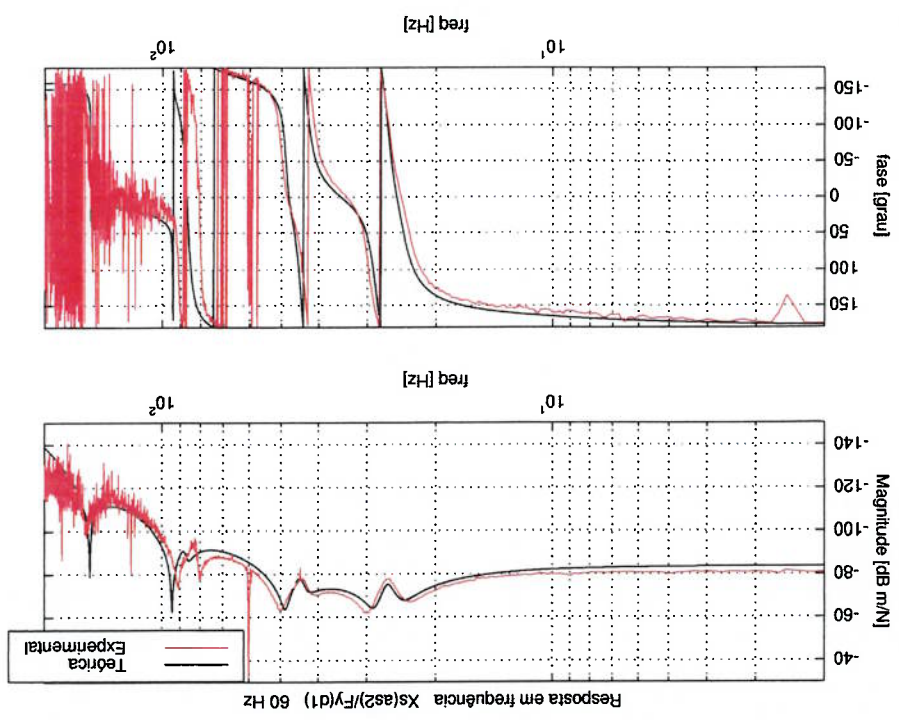 Resposta em frequência Xs(as2)/Fy(d1) 60 Hz
Teórica
Experimental
Magnitude [dB m/N]
-40
-60
-80
-100
-120
-140
10¹
10²
freq [Hz]
fase [grau]
150
100
50
0
-50
-100
-150
10¹
10²
freq [Hz]